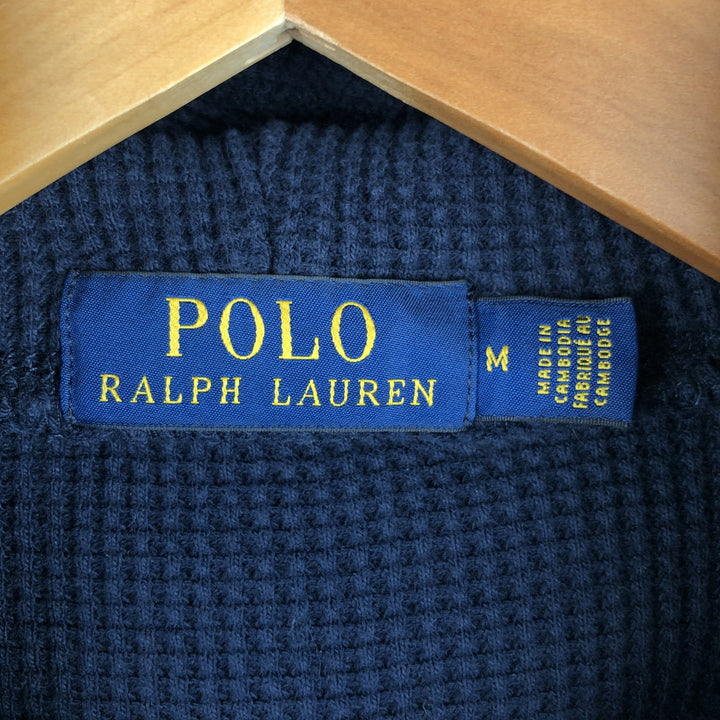 POLO
RALPH LAUREN
M
MADE IN
CAMBODIA
FABRIQUÉ AU
CAMBODGE